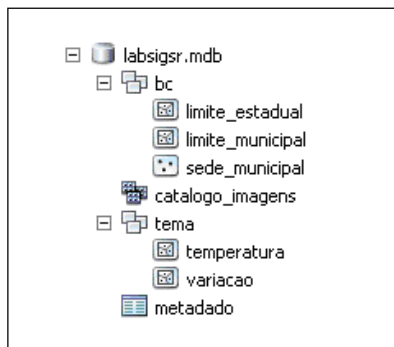 labsigsr.mdb
bc
limite_estadual
limite_municipal
sede_municipal
catalogo_imagens
tema
temperatura
variacao
metadado